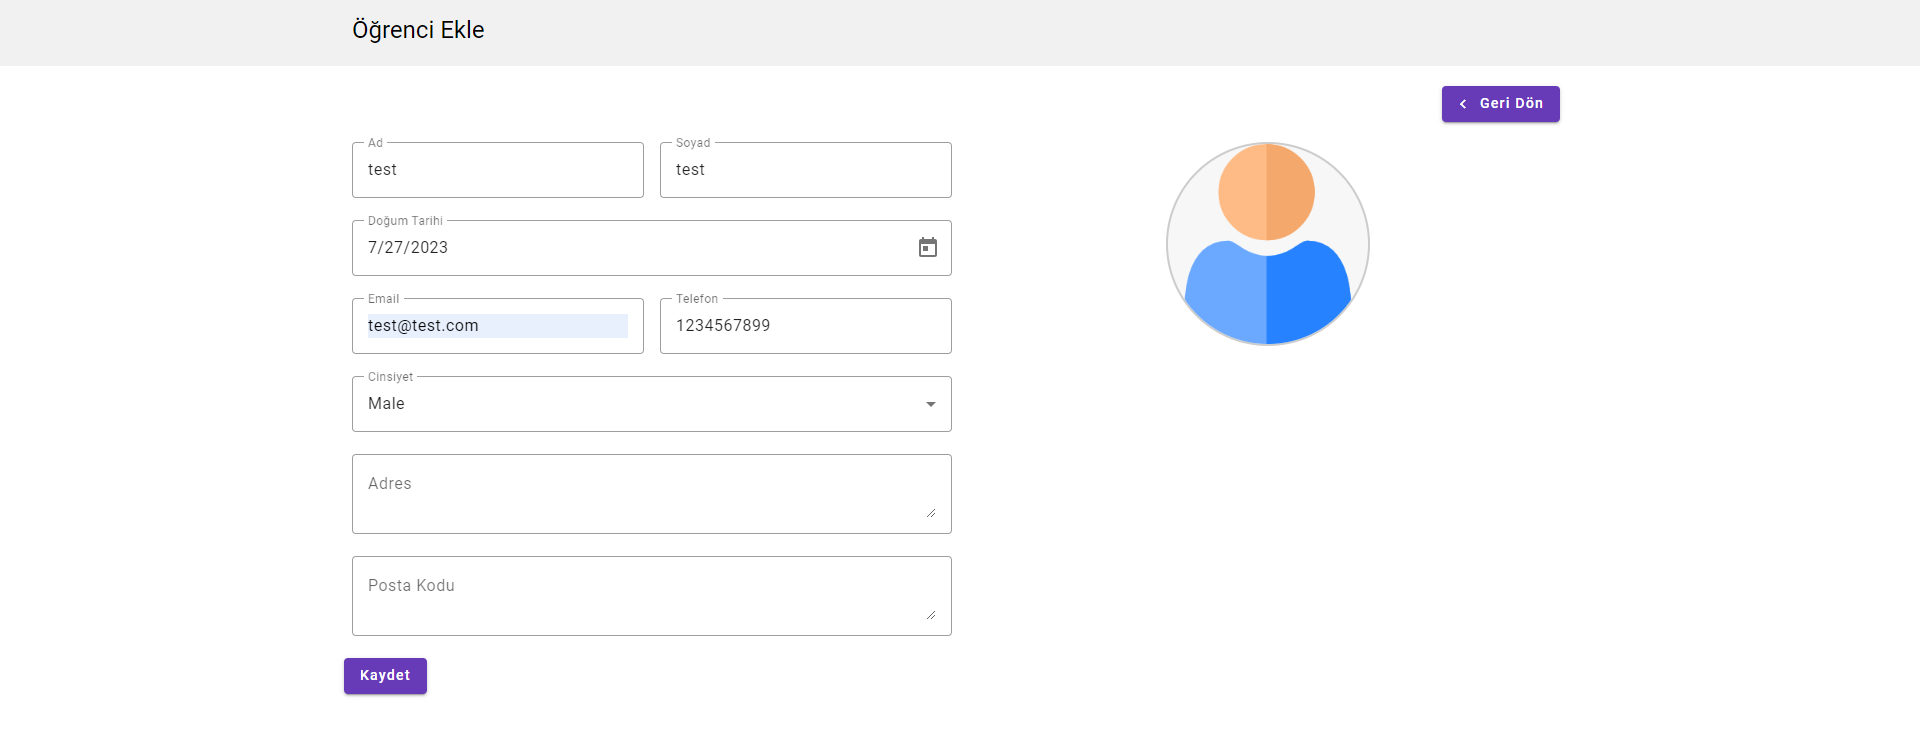 Öğrenci Ekle
Geri Dön
Ad
test
Soyad
test
Doğum Tarihi
7/27/2023
Email
test@test.com
Telefon
1234567899
Cinsiyet
Male
Adres
Posta Kodu
Kaydet